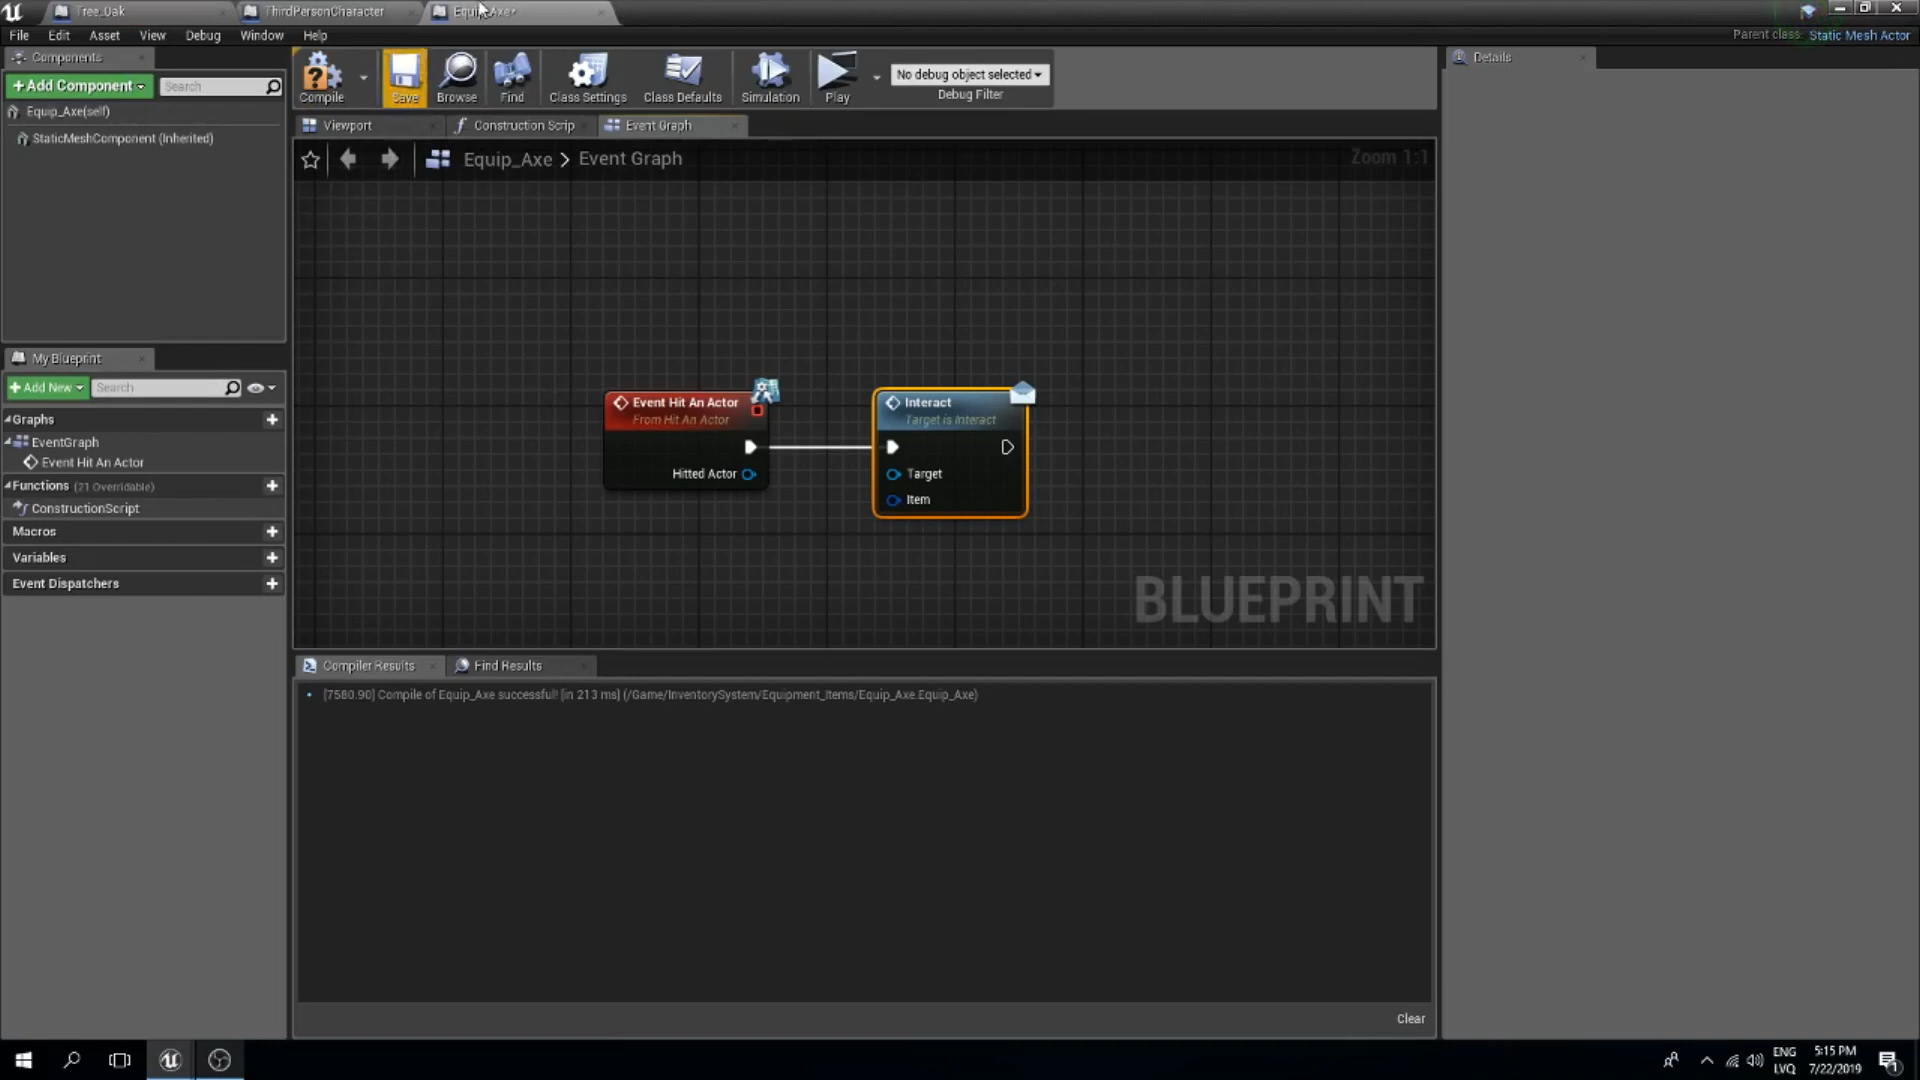 Tree_Oak
ThirdPersonCharacter
Equip_Axe*
File Edit Asset View Debug Window Help
Parent class: Static Mesh Actor
Components
+Add Component
Search
Equip_Axe(self)
StaticMeshComponent (Inherited)
Compile
Save
Browse
Find
Class Settings
Class Defaults
Simulation
Play
No debug object selected
Debug Filter
Details
Viewport
Construction Scrip
Event Graph
Equip_Axe > Event Graph
Zoom 1:1
Event Hit An Actor
From Hit An Actor
Hitted Actor
Interact
Target is Interact
Target
Item
BLUEPRINT
My Blueprint
+Add New
Search
Graphs
EventGraph
Event Hit An Actor
Functions (21 Overridable)
ConstructionScript
Macros
Variables
Event Dispatchers
Compiler Results
Find Results
[7580.90] Compile of Equip_Axe successful! [in 213 ms] (/Game/InventorySystem/Equipment_Items/Equip_Axe.Equip_Axe)
Clear
ENG
LVQ
5:15 PM
7/22/2019
1